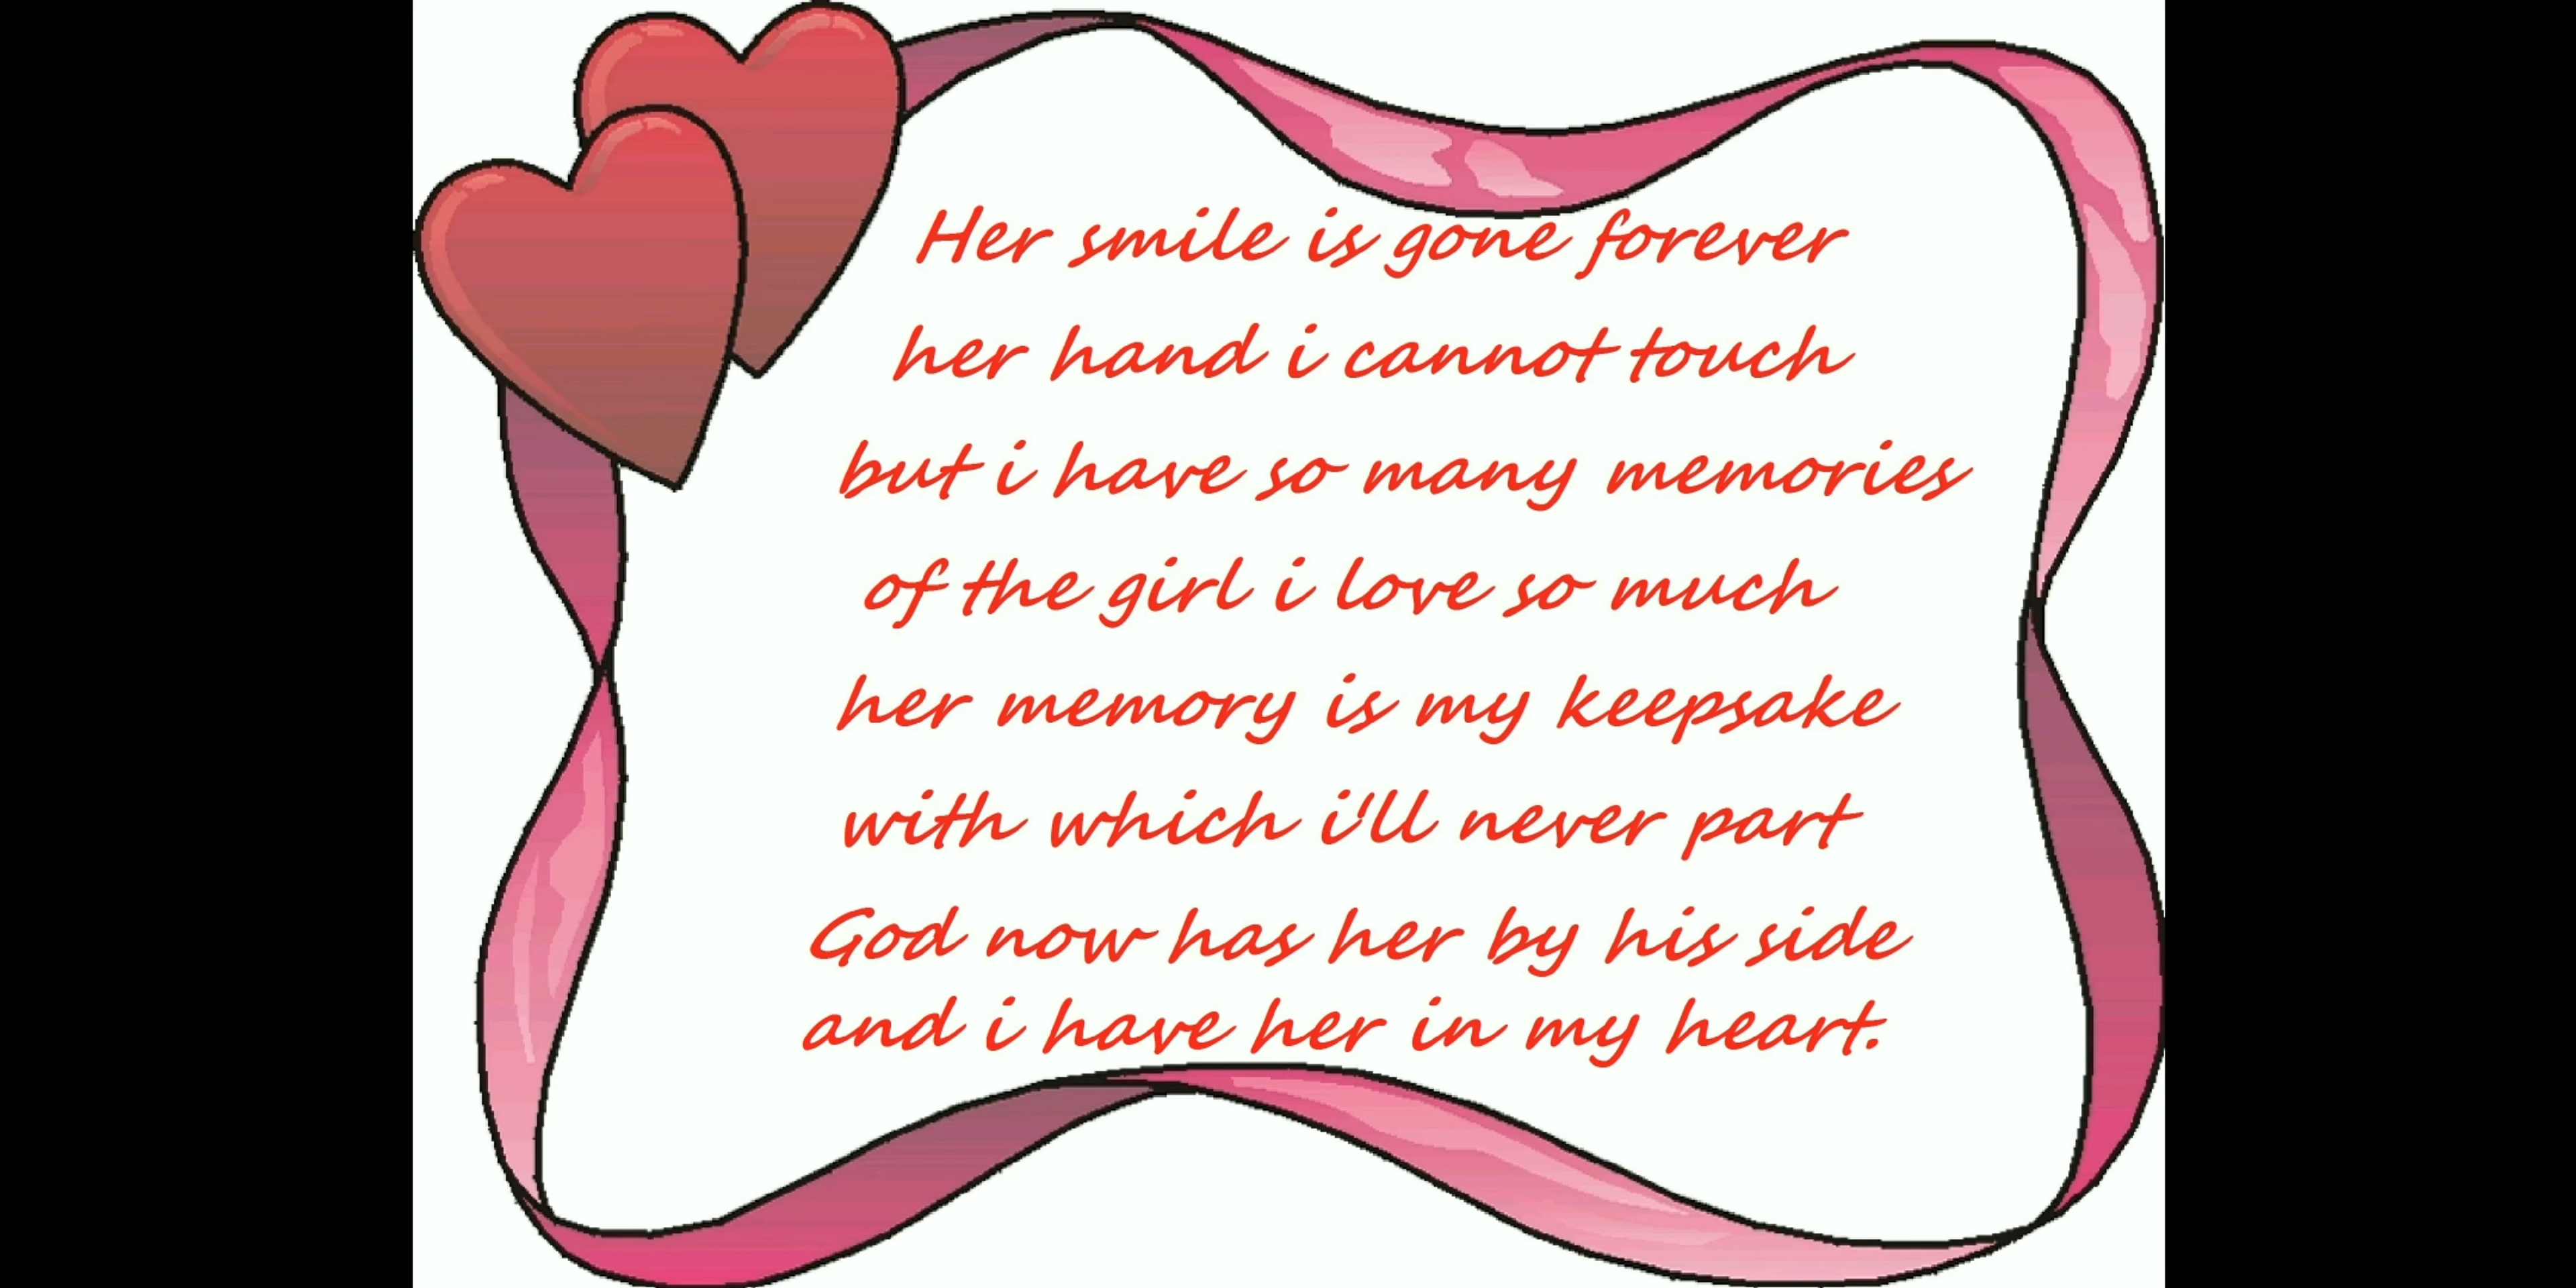 Her smile is gone forever
her hand i cannot touch
but i have so many memories
of the girl i love so much
her memory is my keepsake
with which i'll never part
God now has her by his side
and i have her in my heart.